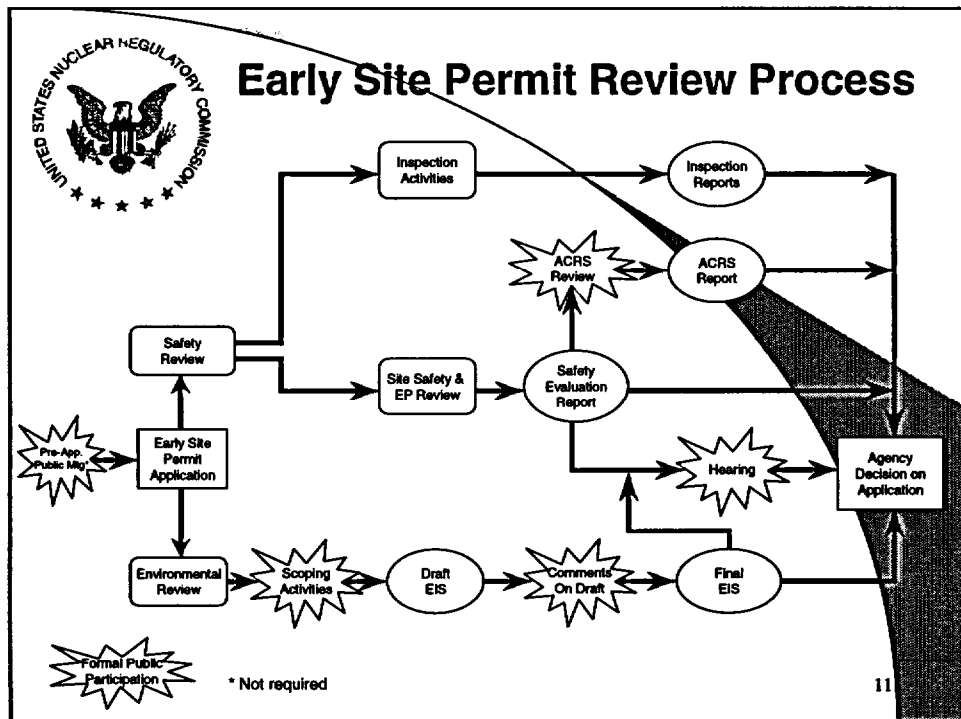 UNITED STATES NUCLEAR REGULATORY COMMISSION
Early Site Permit Review Process
Inspection
Activities
Inspection
Reports
ACRS
Review
ACRS
Report
Safety
Review
Site Safety &
EP Review
Safety
Evaluation
Report
Pre-App.
Public Mtg*
Early Site
Permit
Application
Hearing
Agency
Decision on
Application
Environmental
Review
Scoping
Activities
Draft
EIS
Comments
On Draft
Final
EIS
Formal Public
Participation
* Not required
11